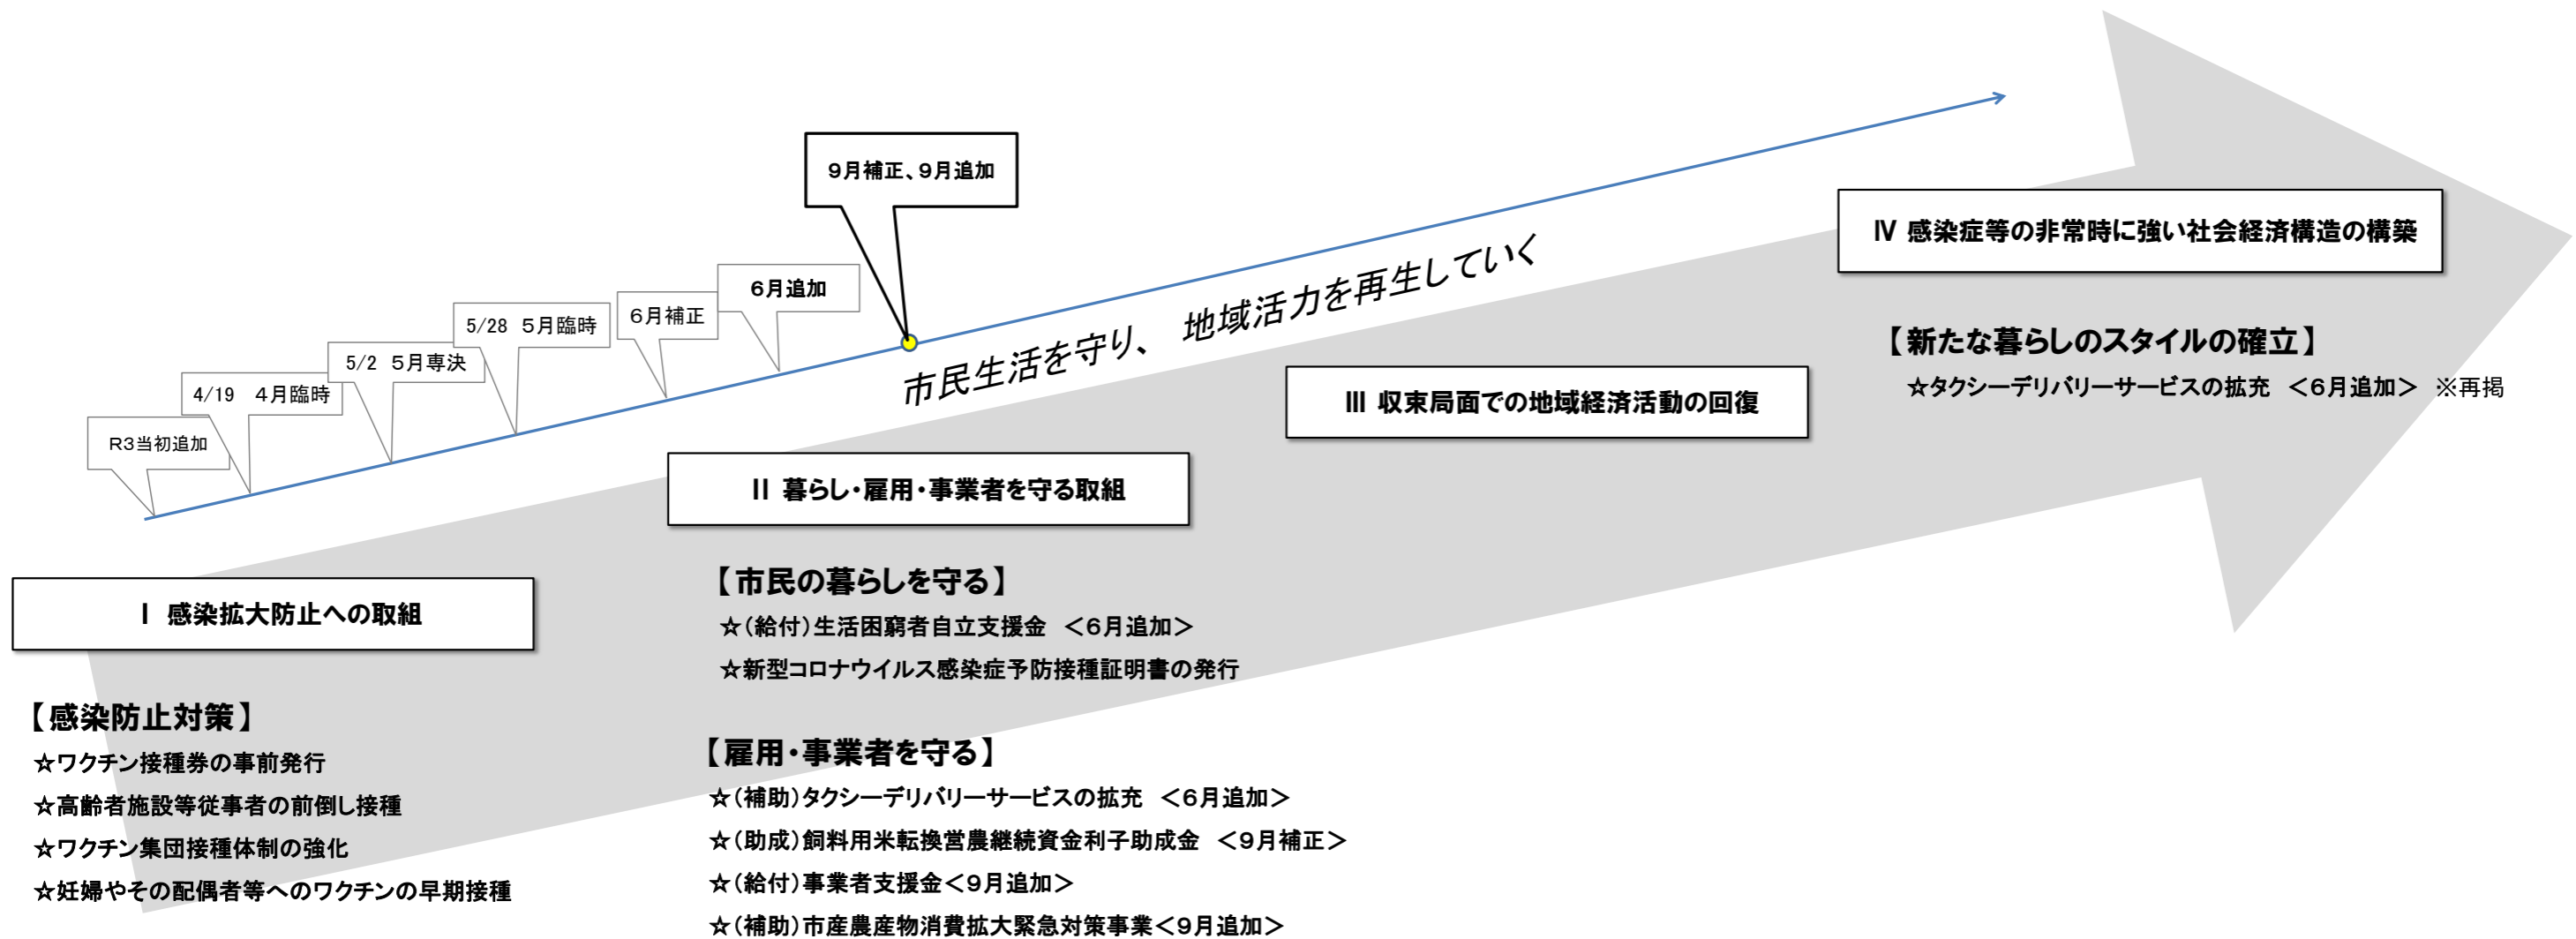 9月補正、9月追加
6月追加
6月補正
5/28 5月臨時
5/2 5月専決
4/19 4月臨時
R3当初追加
市民生活を守り、 地域活力を再生していく
Ⅰ 感染拡大防止への取組
【感染防止対策】
☆ワクチン接種券の事前発行
☆高齢者施設等従事者の前倒し接種
☆ワクチン集団接種体制の強化
☆妊婦やその配偶者等へのワクチンの早期接種
Ⅱ 暮らし・雇用・事業者を守る取組
【市民の暮らしを守る】
☆(給付)生活困窮者自立支援金 <6月追加>
☆新型コロナウイルス感染症予防接種証明書の発行
【雇用・事業者を守る】
☆(補助)タクシーデリバリーサービスの拡充 <6月追加>
☆(助成)飼料用米転換営農継続資金利子助成金 <9月補正>
☆(給付)事業者支援金<9月追加>
☆(補助)市産農産物消費拡大緊急対策事業<9月追加>
Ⅲ 収束局面での地域経済活動の回復
Ⅳ 感染症等の非常時に強い社会経済構造の構築
【新たな暮らしのスタイルの確立】
☆タクシーデリバリーサービスの拡充 <6月追加> ※再掲